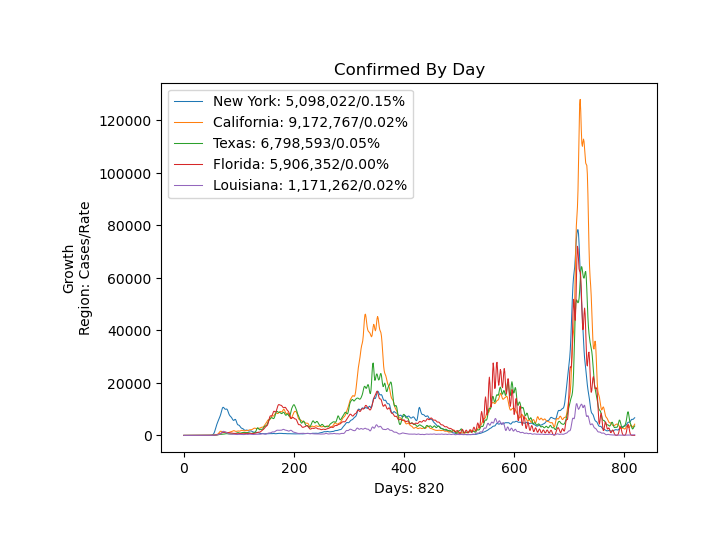 Confirmed By Day
New York: 5,098,022/0.15%
California: 9,172,767/0.02%
Texas: 6,798,593/0.05%
Florida: 5,906,352/0.00%
Louisiana: 1,171,262/0.02%
120000
100000
80000
60000
40000
20000
0
Growth
Region: Cases/Rate
0 200 400 600 800
Days: 820